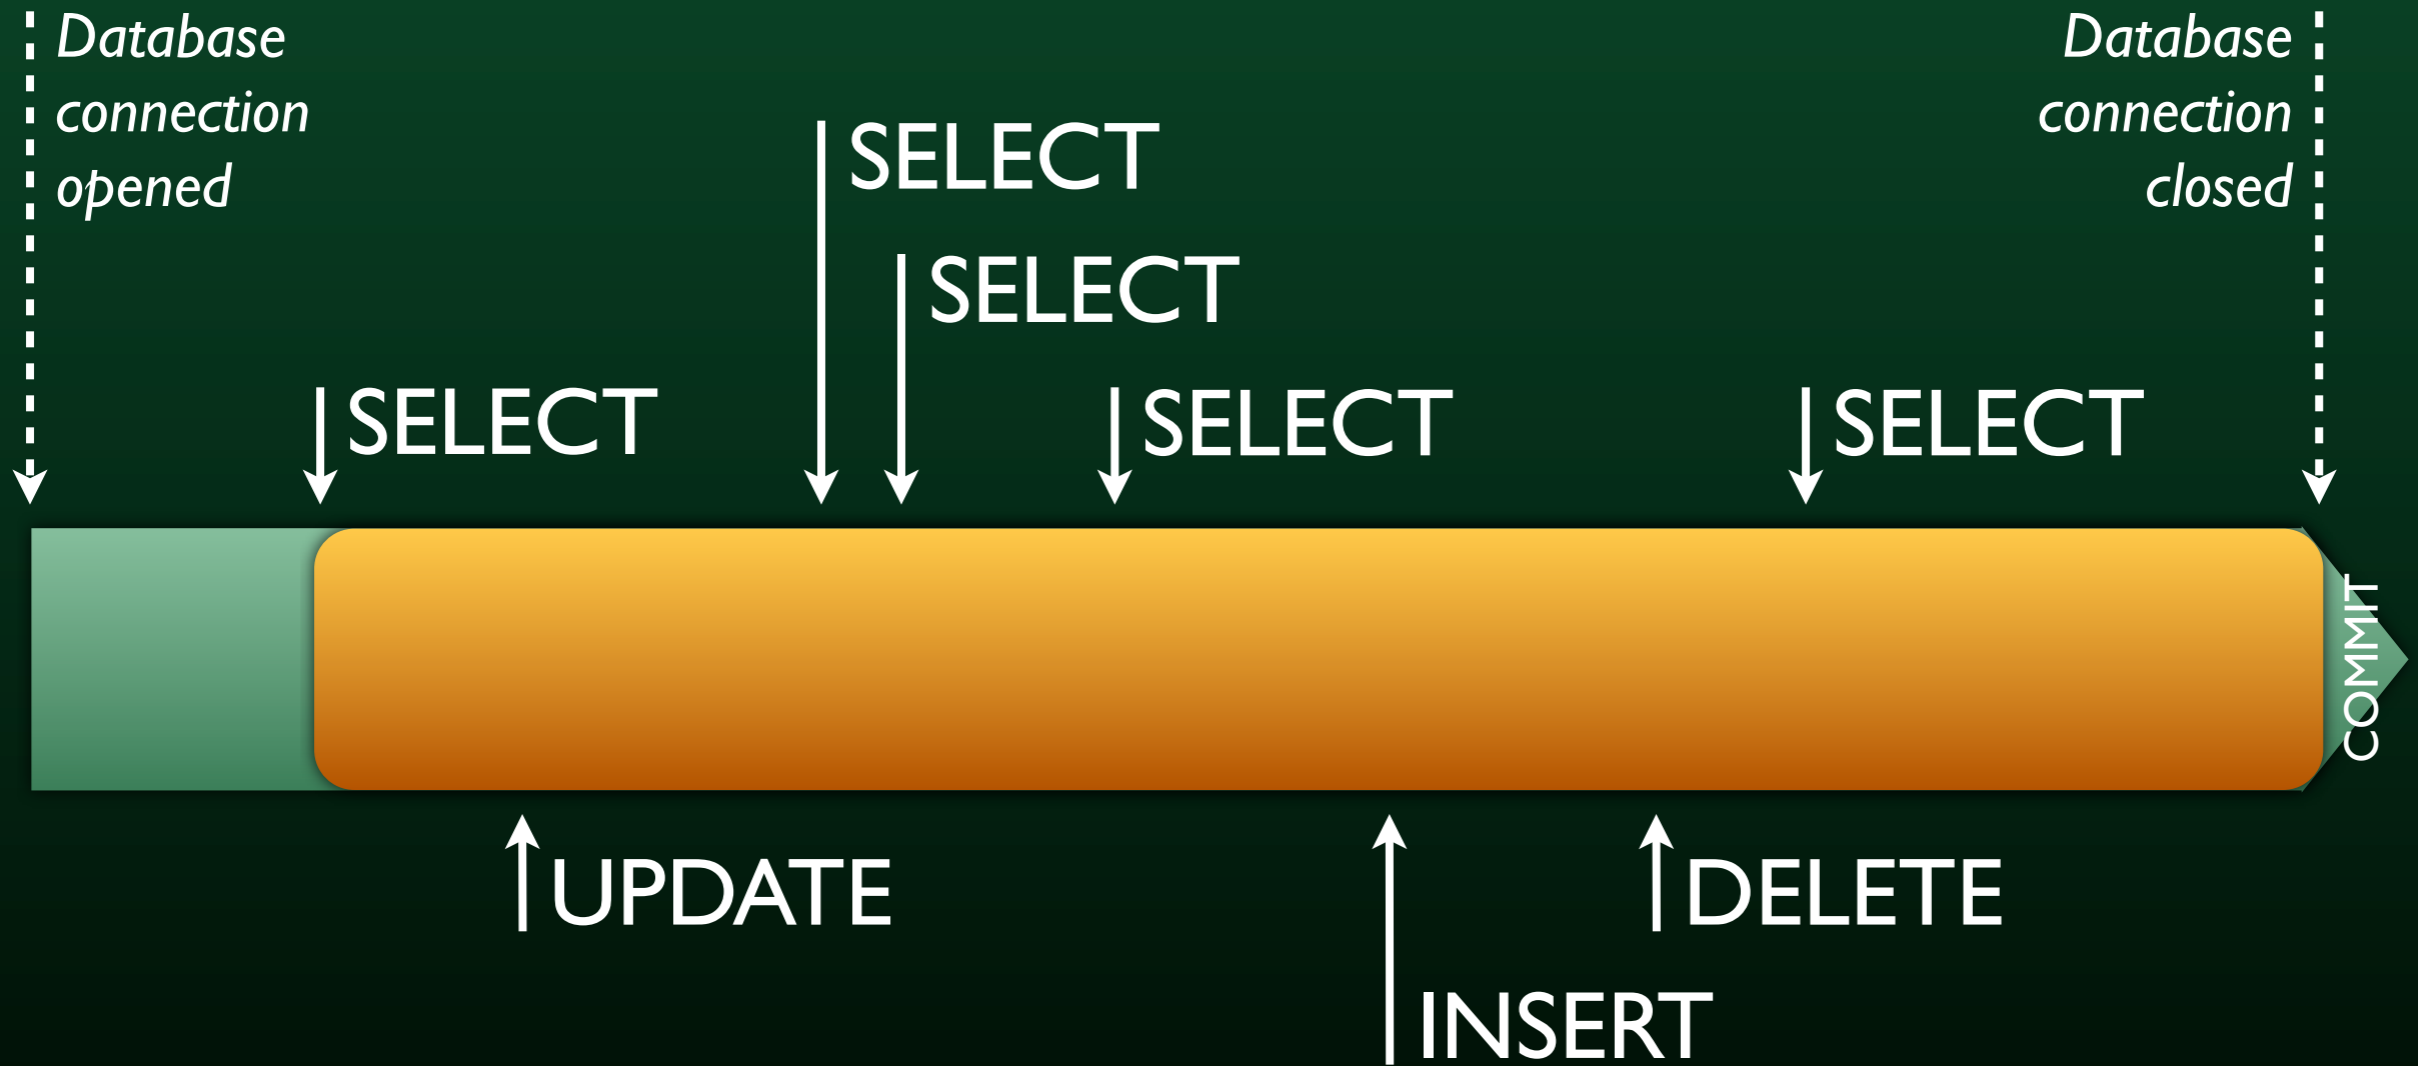 Database
connection
opened
Database
connection
closed
SELECT
SELECT
SELECT
SELECT
SELECT
COMMIT
UPDATE
DELETE
INSERT